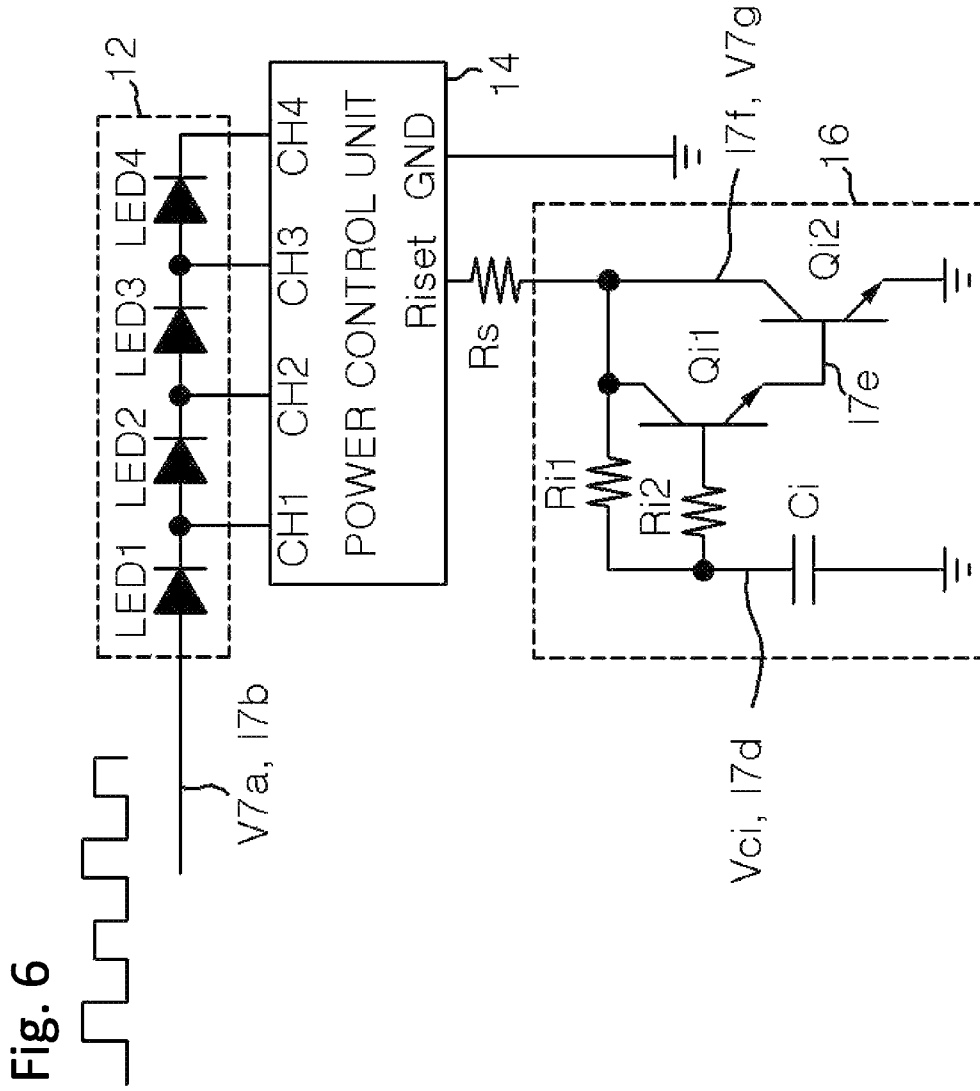 Fig. 6
V7a, I7b
12
LED1
LED2
LED3
LED4
CH1
CH2
CH3
CH4
POWER CONTROL UNIT
Riset
GND
14
Rs
I7f, V7g
16
Ri1
Ri2
Qi1
Qi2
I7e
Ci
Vci, I7d